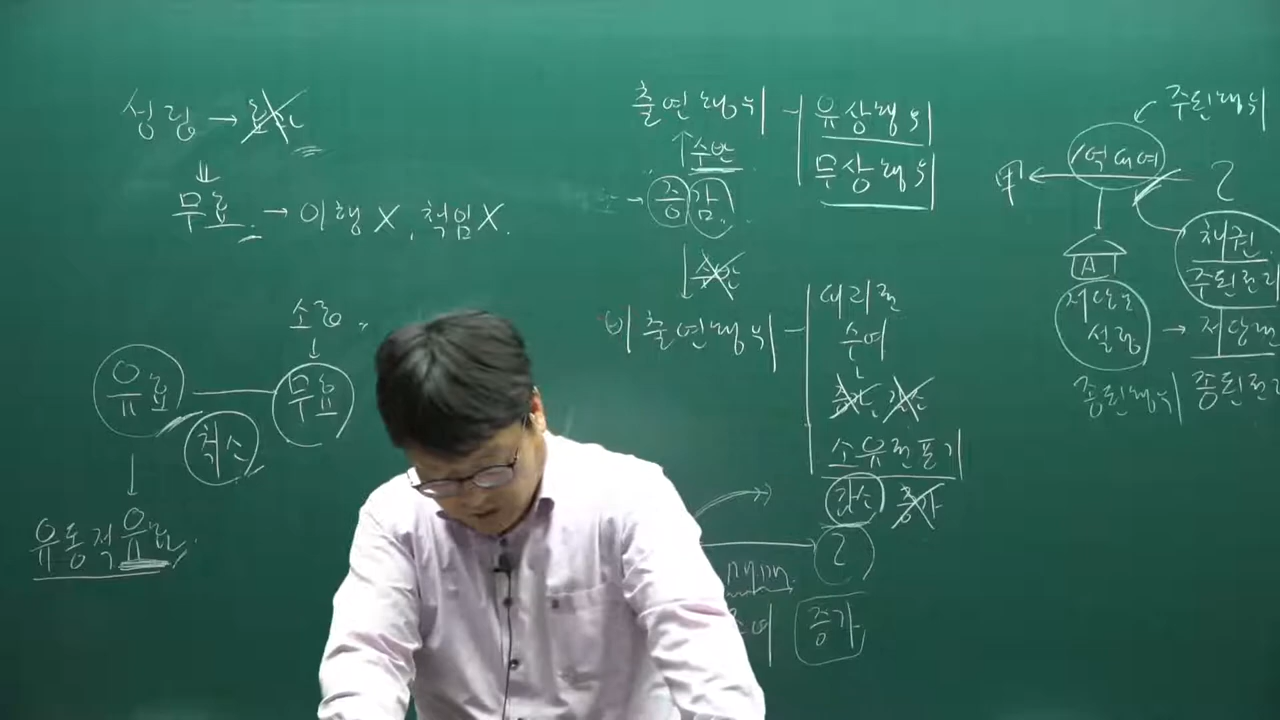 성립 →
무효 → 이행 X, 책임 X.
소급
유효
무효
취소
유동적 유효
출연행위
유상행위
무상행위
수반
증 감
비출연행위
대리권
수여
소유권포기
감소 증가
乙
증가
주된행위
甲 ← 1억대여 乙
채권
주된권리
A
저당권
설정 → 저당권
종된행위 종된권리